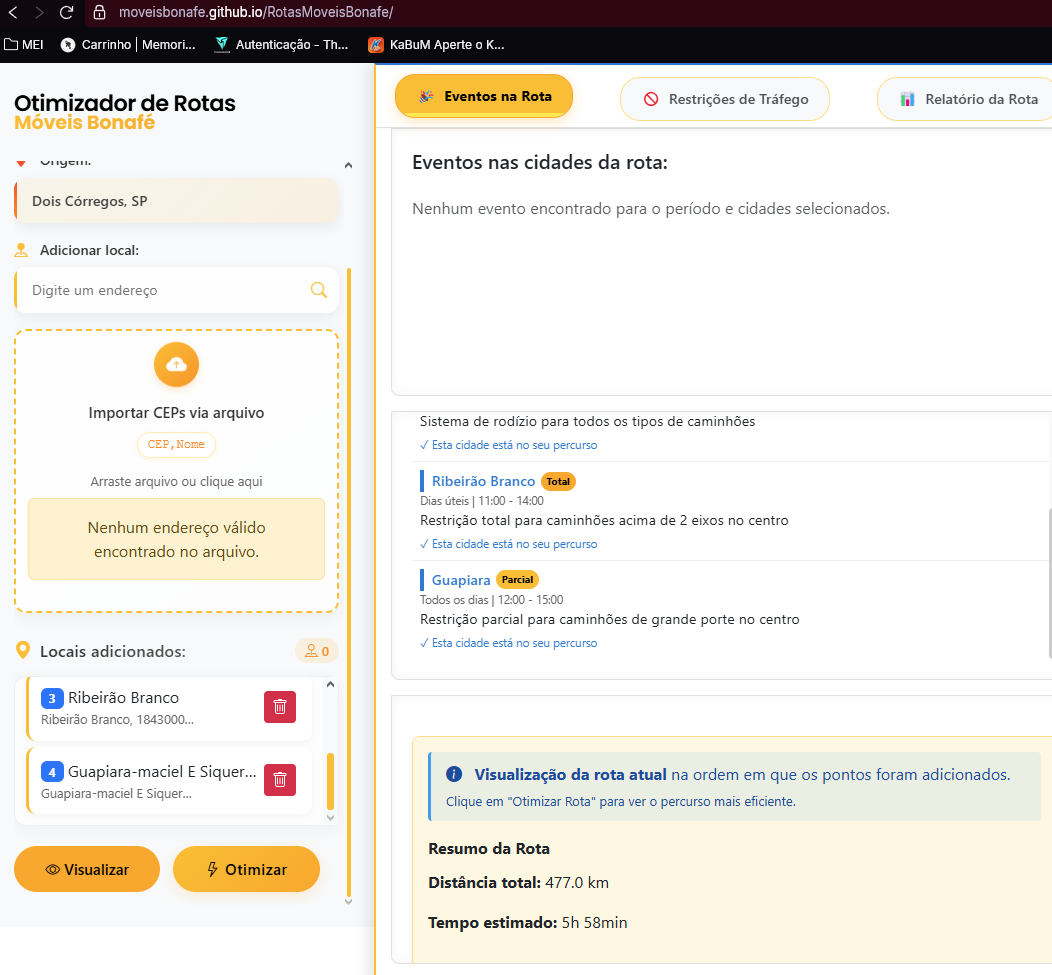 moveisbonafe.github.io/RotasMoveisBonafe/
MEI
Carrinho | Memori...
Autenticação - Th...
KaBuM Aperte o K...
Otimizador de Rotas
Móveis Bonafé
Origem:
Dois Córregos, SP
Adicionar local:
Digite um endereço
Importar CEPs via arquivo
CEP,Nome
Arraste arquivo ou clique aqui
Nenhum endereço válido
encontrado no arquivo.
Locais adicionados:
0
3 Ribeirão Branco
Ribeirão Branco, 1843000...
4 Guapiara-maciel E Siquer...
Guapiara-maciel E Siquer...
Visualizar
Otimizar
Eventos na Rota
Restrições de Tráfego
Relatório da Rota
Eventos nas cidades da rota:
Nenhum evento encontrado para o período e cidades selecionados.
Sistema de rodízio para todos os tipos de caminhões
✓ Esta cidade está no seu percurso
Ribeirão Branco Total
Dias úteis | 11:00 - 14:00
Restrição total para caminhões acima de 2 eixos no centro
✓ Esta cidade está no seu percurso
Guapiara Parcial
Todos os dias | 12:00 - 15:00
Restrição parcial para caminhões de grande porte no centro
✓ Esta cidade está no seu percurso
Visualização da rota atual na ordem em que os pontos foram adicionados.
Clique em "Otimizar Rota" para ver o percurso mais eficiente.
Resumo da Rota
Distância total: 477.0 km
Tempo estimado: 5h 58min